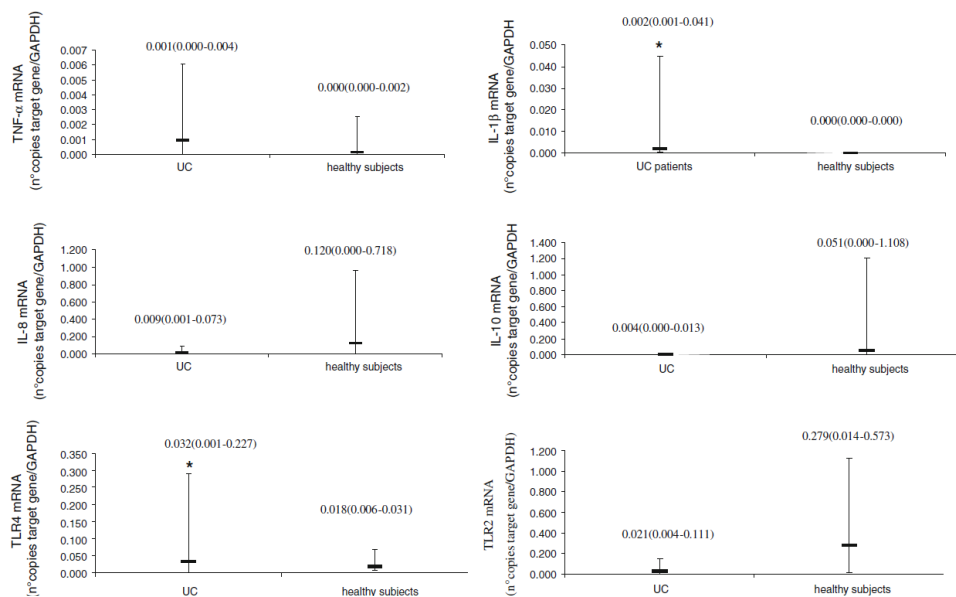 TNF-α mRNA
(n°copies target gene/GAPDH)
0.001(0.000-0.004)
0.000(0.000-0.002)
0.007
0.006
0.005
0.004
0.003
0.002
0.001
0.000
UC
healthy subjects
IL-1β mRNA
(n°copies target gene/GAPDH
0.002(0.001-0.041)
*
0.000(0.000-0.000)
0.050
0.040
0.030
0.020
0.010
0.000
UC patients
healthy subjects
IL-8 mRNA
(n°copies target gene/GAPDH)
0.120(0.000-0.718)
0.009(0.001-0.073)
1.200
1.000
0.800
0.600
0.400
0.200
0.000
UC
healthy subjects
IL-10 mRNA
(n°copies target gene/GAPDH
0.051(0.000-1.108)
0.004(0.000-0.013)
1.400
1.200
1.000
0.800
0.600
0.400
0.200
0.000
UC
healthy subjects
TLR4 mRNA
(n°copies target gene/GAPDH)
0.032(0.001-0.227)
*
0.018(0.006-0.031)
0.350
0.300
0.250
0.200
0.150
0.100
0.050
0.000
UC
healthy subjects
TLR2 mRNA
(n°copies target gene/GAPDH)
0.279(0.014-0.573)
0.021(0.004-0.111)
1.200
1.000
0.800
0.600
0.400
0.200
0.000
UC
healthy subjects